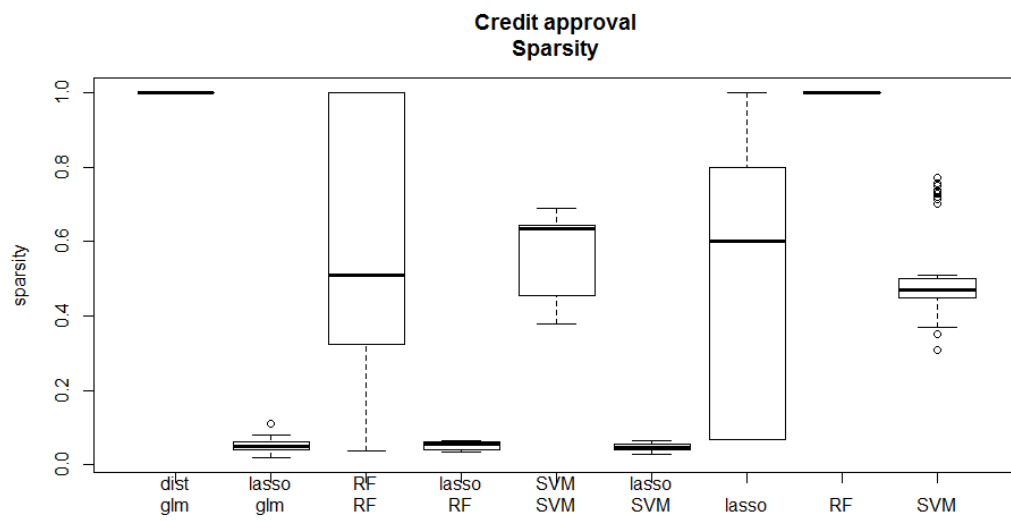 Credit approval
Sparsity
sparsity
1.0
0.8
0.6
0.4
0.2
0.0
dist lasso RF lasso SVM lasso
glm glm RF RF SVM SVM lasso RF SVM